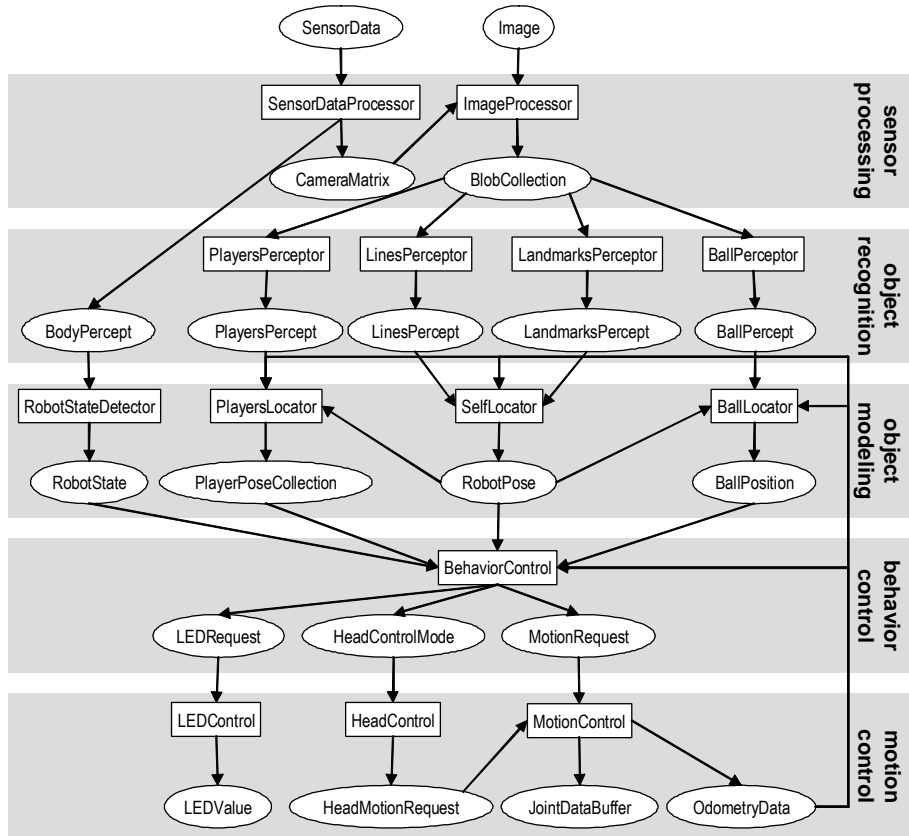 SensorData
Image
sensor
processing
SensorDataProcessor
ImageProcessor
CameraMatrix
BlobCollection
object
recognition
PlayersPerceptor
LinesPerceptor
LandmarksPerceptor
BallPerceptor
BodyPercept
PlayersPercept
LinesPercept
LandmarksPercept
BallPercept
object
modeling
RobotStateDetector
PlayersLocator
SelfLocator
BallLocator
RobotState
PlayerPoseCollection
RobotPose
BallPosition
behavior
control
BehaviorControl
LEDRequest
HeadControlMode
MotionRequest
motion
control
LEDControl
HeadControl
MotionControl
LEDValue
HeadMotionRequest
JointDataBuffer
OdometryData